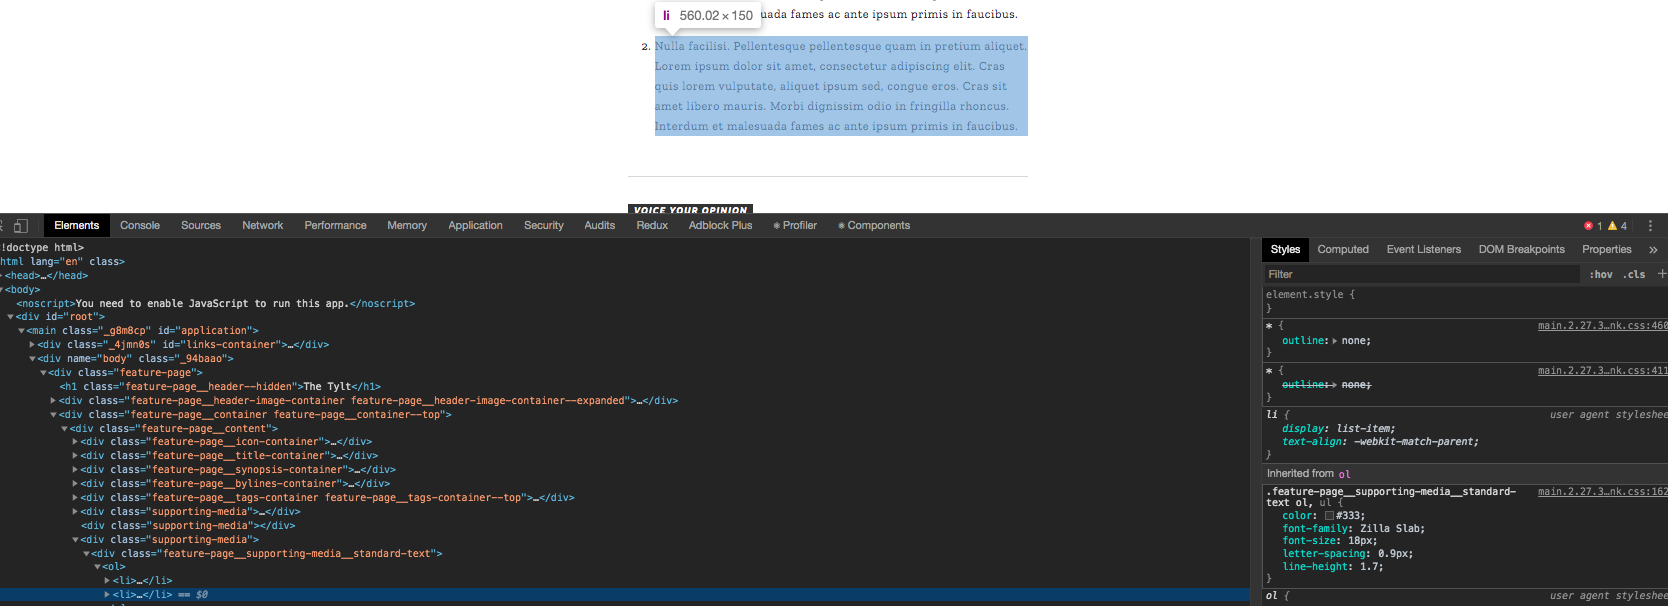 li 560.02 × 150
uada fames ac ante ipsum primis in faucibus.
2. Nulla facilisi. Pellentesque pellentesque quam in pretium aliquet.
Lorem ipsum dolor sit amet, consectetur adipiscing elit. Cras
quis lorem vulputate, aliquet ipsum sed, congue eros. Cras sit
amet libero mauris. Morbi dignissim odio in fringilla rhoncus.
Interdum et malesuada fames ac ante ipsum primis in faucibus.
VOICE YOUR OPINION
Elements Console Sources Network Performance Memory Application Security Audits Redux Adblock Plus Profiler Components 1 4
!doctype html>
html lang="en" class>
<head>…</head>
<body>
<noscript>You need to enable JavaScript to run this app.</noscript>
<div id="root">
<main class="_g8m8cp" id="application">
<div class="_4jmn0s" id="links-container">…</div>
<div name="body" class="_94baao">
<div class="feature-page">
<h1 class="feature-page__header--hidden">The Tylt</h1>
<div class="feature-page__header-image-container feature-page__header-image-container--expanded">…</div>
<div class="feature-page__container feature-page__container--top">
<div class="feature-page__content">
<div class="feature-page__icon-container">…</div>
<div class="feature-page__title-container">…</div>
<div class="feature-page__synopsis-container">…</div>
<div class="feature-page__bylines-container">…</div>
<div class="feature-page__tags-container feature-page__tags-container--top">…</div>
<div class="supporting-media">…</div>
<div class="supporting-media"></div>
<div class="supporting-media">
<div class="feature-page__supporting-media__standard-text">
<ol>
<li>…</li>
<li>…</li> == $0
Styles Computed Event Listeners DOM Breakpoints Properties »
Filter :hov .cls +
element.style {
}
* { main.2.27.3…nk.css:460
outline: none;
}
* { main.2.27.3…nk.css:411
outline: none;
}
li { user agent styleshee
display: list-item;
text-align: -webkit-match-parent;
}
Inherited from ol
.feature-page__supporting-media__standard- main.2.27.3…nk.css:162
text ol, ul {
color: #333;
font-family: Zilla Slab;
font-size: 18px;
letter-spacing: 0.9px;
line-height: 1.7;
}
ol { user agent styleshee